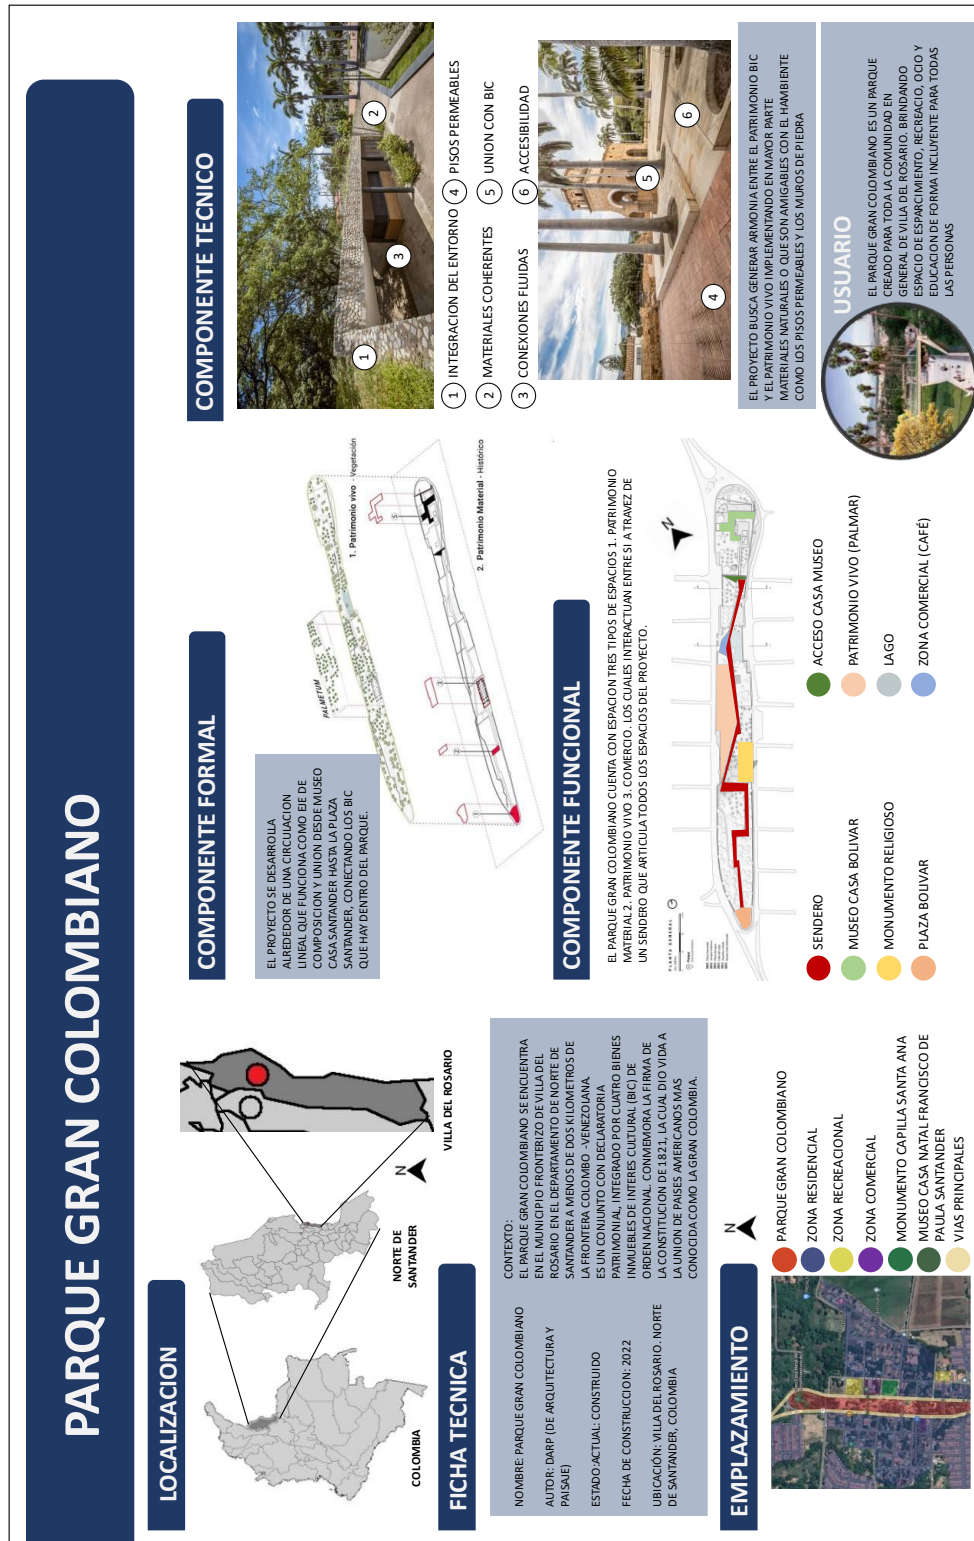 PARQUE GRAN COLOMBIANO
LOCALIZACION
COLOMBIA
NORTE DE
SANTANDER
N
VILLA DEL ROSARIO
FICHA TECNICA
NOMBRE: PARQUE GRAN COLOMBIANO
AUTOR: DARP (DE ARQUITECTURA Y
PAISAJE)
ESTADO ACTUAL: CONSTRUIDO
FECHA DE CONSTRUCCION: 2022
UBICACIÓN: VILLA DEL ROSARIO. NORTE
DE SANTANDER, COLOMBIA
CONTEXTO:
EL PARQUE GRAN COLOMBIANO SE ENCUENTRA
EN EL MUNICIPIO FRONTERIZO DE VILLA DEL
ROSARIO EN EL DEPARTAMENTO DE NORTE DE
SANTANDER A MENOS DE DOS KILOMETROS DE
LA FRONTERA COLOMBO -VENEZOLANA.
ES UN CONJUNTO CON DECLARATORIA
PATRIMONIAL, INTEGRADO POR CUATRO BIENES
INMUEBLES DE INTERES CULTURAL (BIC) DE
ORDEN NACIONAL. CONMEMORA LA FIRMA DE
LA CONSTITUCION DE 1821, LA CUAL DIO VIDA A
LA UNION DE PAISES AMERICANOS MAS
CONOCIDA COMO LA GRAN COLOMBIA.
EMPLAZAMIENTO
N
PARQUE GRAN COLOMBIANO
ZONA RESIDENCIAL
ZONA RECREACIONAL
ZONA COMERCIAL
MONUMENTO CAPILLA SANTA ANA
MUSEO CASA NATAL FRANCISCO DE
PAULA SANTANDER
VIAS PRINCIPALES
COMPONENTE FORMAL
EL PROYECTO SE DESARROLLA
ALREDEDOR DE UNA CIRCUACION
LINEAL QUE FUNCIONA COMO EJE DE
COMPOSICION Y UNION DESDE MUSEO
CASA SANTANDER HASTA LA PLAZA
SANTANDER, CONECTANDO LOS BIC
QUE HAY DENTRO DEL PARQUE.
PALMETUM
1. Patrimonio vivo - Vegetación
2. Patrimonio Material - Histórico
COMPONENTE FUNCIONAL
EL PARQUE GRAN COLOMBIANO CUENTA CON ESPACION TRES TIPOS DE ESPACIOS 1. PATRIMONIO
MATERIAL 2. PATRIMONIO VIVO 3. COMERCIO. LOS CUALES INTERACTUAN ENTRE SI A TRAVEZ DE
UN SENDERO QUE ARTICULA TODOS LOS ESPACIOS DEL PROYECTO.
PLANTA GENERAL
N
SENDERO
MUSEO CASA BOLIVAR
MONUMENTO RELIGIOSO
PLAZA BOLIVAR
ACCESO CASA MUSEO
PATRIMONIO VIVO (PALMAR)
LAGO
ZONA COMERCIAL (CAFÉ)
COMPONENTE TECNICO
1
3
2
1 INTEGRACION DEL ENTORNO
2 MATERIALES COHERENTES
3 CONEXIONES FLUIDAS
4 PISOS PERMEABLES
5 UNION CON BIC
6 ACCESIBILIDAD
4
5
6
EL PROYECTO BUSCA GENERAR ARMONIA ENTRE EL PATRIMONIO BIC
Y EL PATRIMONIO VIVO IMPLEMENTANDO EN MAYOR PARTE
MATERIALES NATURALES O QUE SON AMIGABLES CON EL HAMBIENTE
COMO LOS PISOS PERMEABLES Y LOS MUROS DE PIEDRA
USUARIO
EL PARQUE GRAN COLOMBIANO ES UN PARQUE
CREADO PARA TODA LA COMUNIDAD EN
GENERAL DE VILLA DEL ROSARIO. BRINDANDO
ESPACIO DE ESPARCIMIENTO, RECREACIO, OCIO Y
EDUCACION DE FORMA INCLUYENTE PARA TODAS
LAS PERSONAS